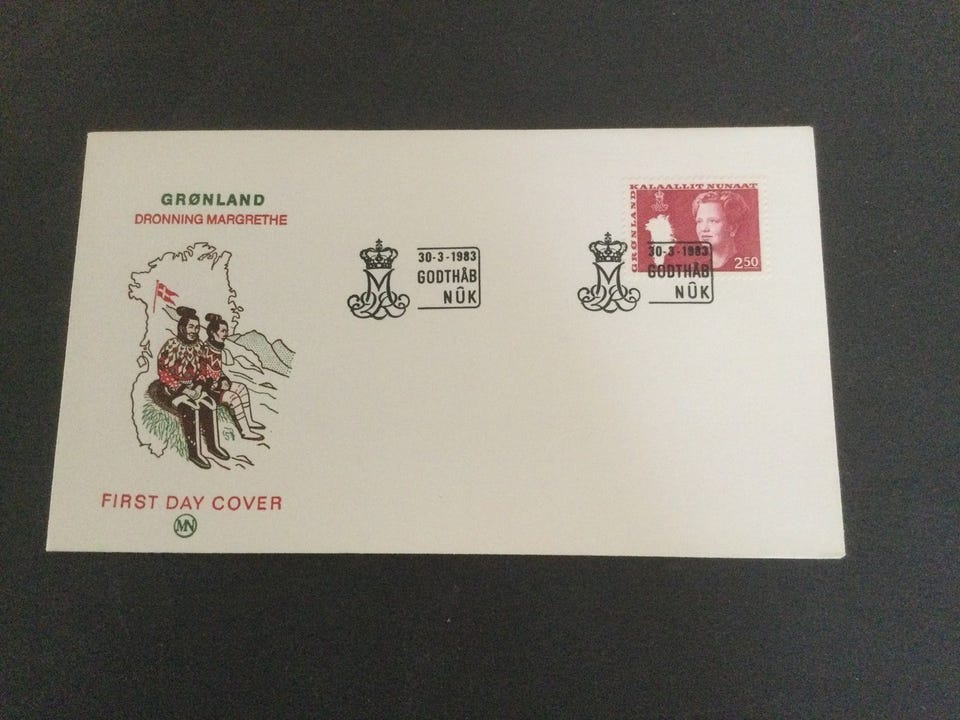 GRØNLAND
DRONNING MARGRETHE
30-3-1983
GODTHÅB
NÛK
KALAALLIT NUNAAT
GRØNLAND
2.50
30-3-1983
GODTHÅB
NÛK
FIRST DAY COVER
MN